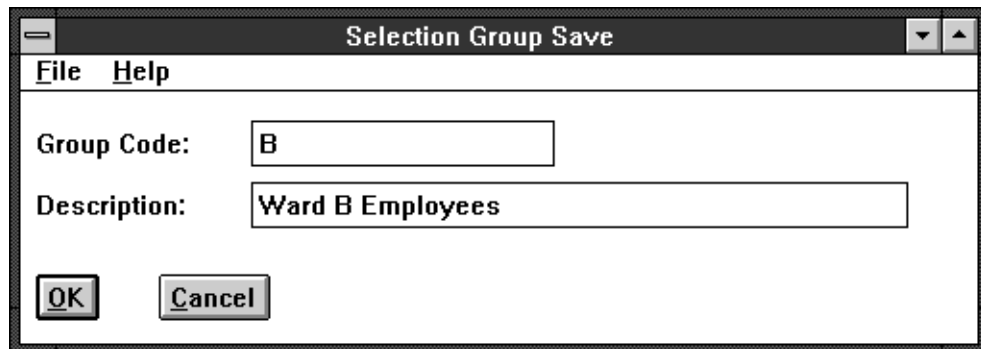 Selection Group Save
File Help
Group Code: B
Description: Ward B Employees
OK Cancel